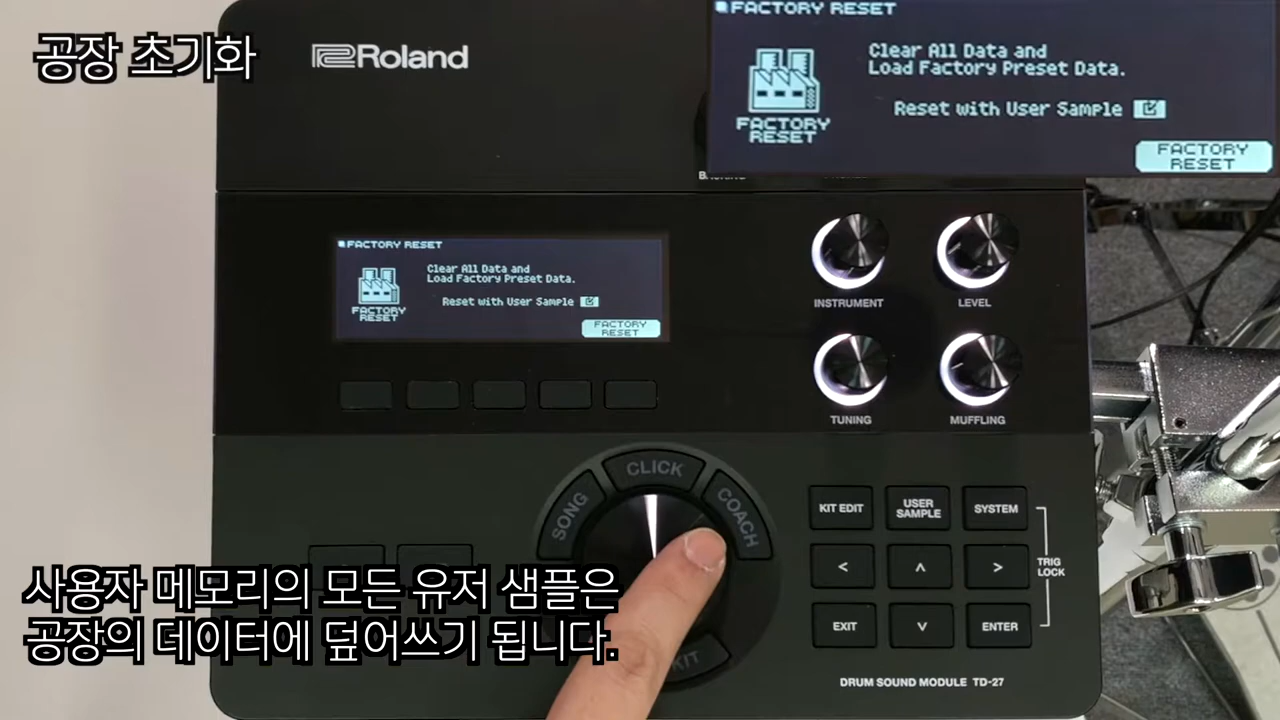 공장 초기화
Roland
FACTORY RESET
Clear All Data and
Load Factory Preset Data.
Reset with User Sample
FACTORY
RESET
FACTORY
RESET
FACTORY RESET
Clear All Data and
Load Factory Preset Data.
Reset with User Sample
FACTORY
RESET
FACTORY
RESET
INSTRUMENT
LEVEL
TUNING
MUFFLING
SONG
CLICK
COACH
KIT
KIT EDIT
USER
SAMPLE
SYSTEM
TRIG
LOCK
EXIT
ENTER
DRUM SOUND MODULE TD-27
사용자 메모리의 모든 유저 샘플은
공장의 데이터에 덮어쓰기 됩니다.